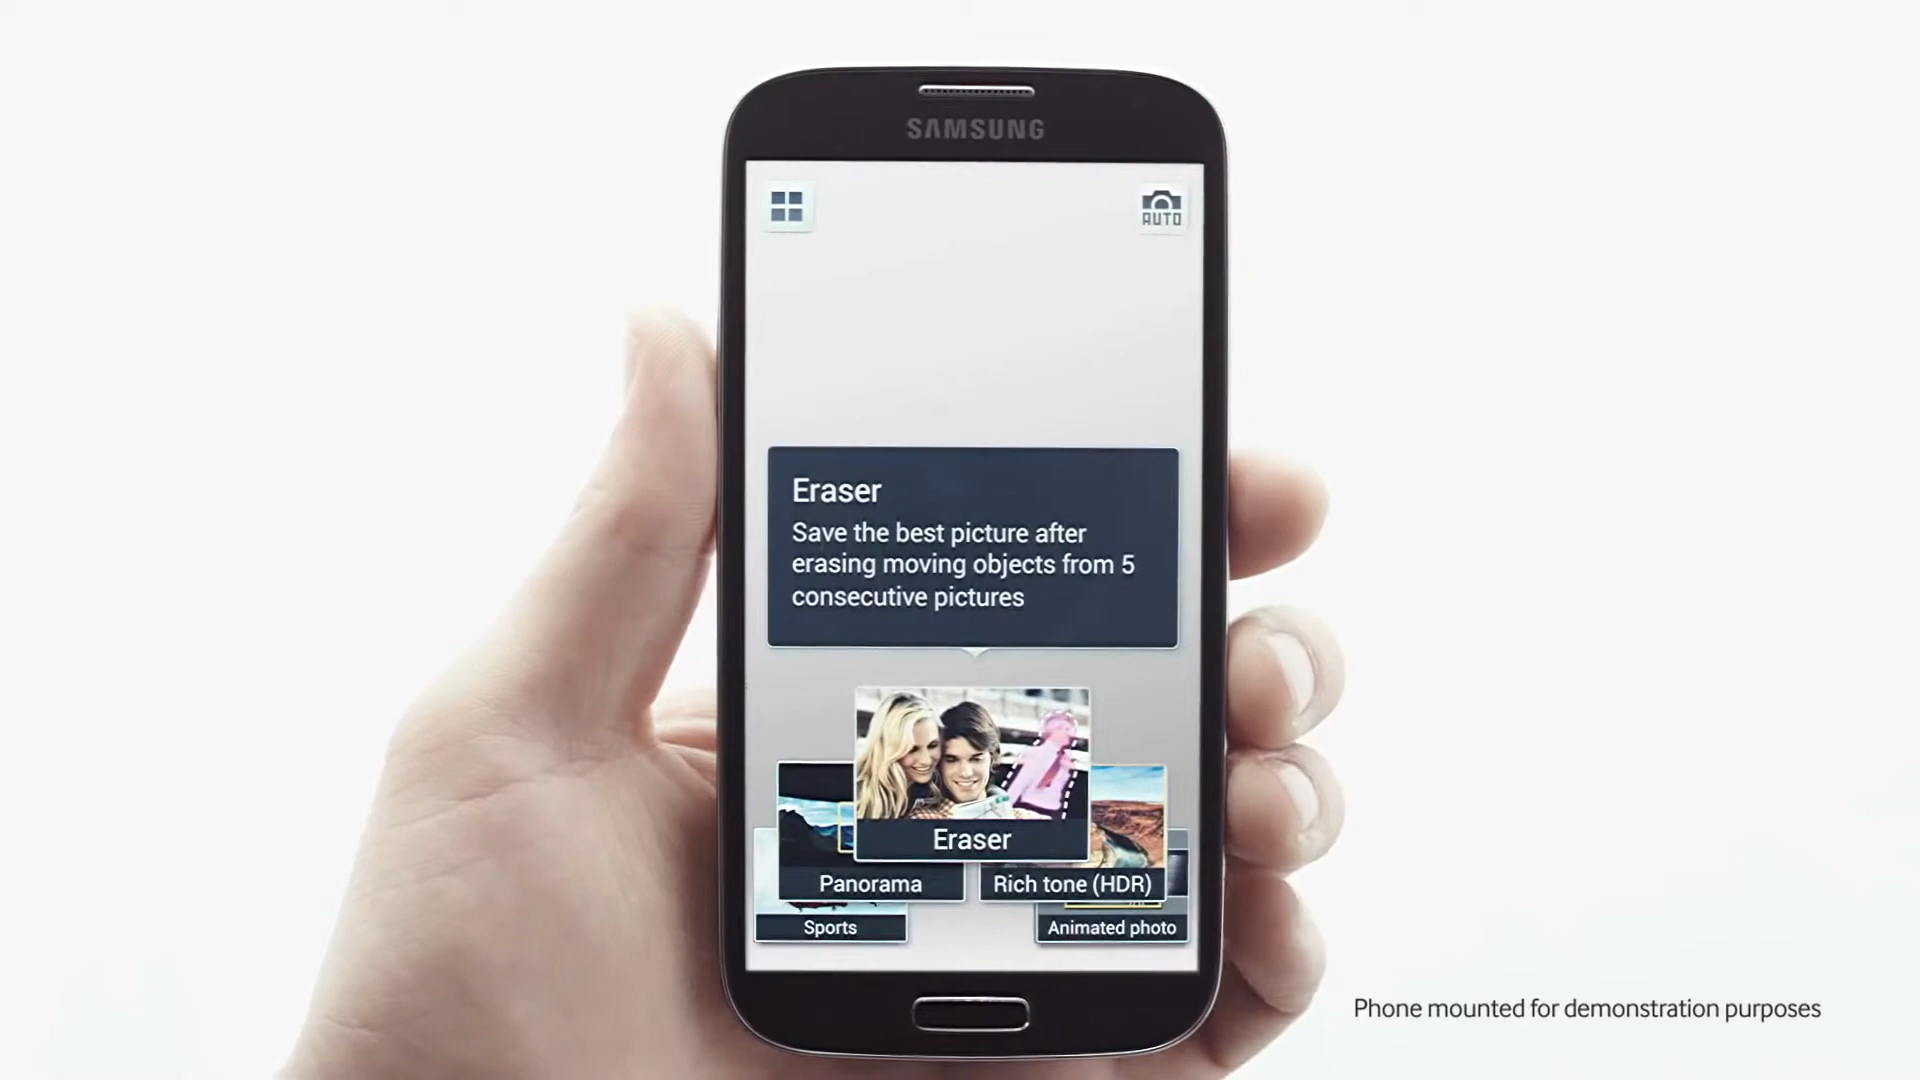 SAMSUNG
AUTO
Eraser
Save the best picture after
erasing moving objects from 5
consecutive pictures
Eraser
Panorama
Rich tone (HDR)
Sports
Animated photo
Phone mounted for demonstration purposes